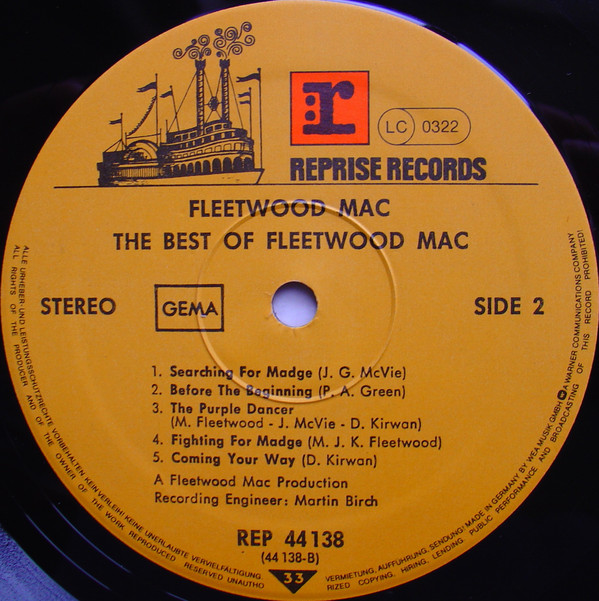 r
LC 0322
REPRISE RECORDS
FLEETWOOD MAC
THE BEST OF FLEETWOOD MAC
STEREO
GEMA
SIDE 2
1. Searching For Madge (J. G. McVie)
2. Before The Beginning (P. A. Green)
3. The Purple Dancer
(M. Fleetwood - J. McVie - D. Kirwan)
4. Fighting For Madge (M. J. K. Fleetwood)
5. Coming Your Way (D. Kirwan)
A Fleetwood Mac Production
Recording Engineer: Martin Birch
REP 44 138
(44 138-B)
33
ALLE URHEBER- UND LEISTUNGSSCHUTZRECHTE VORBEHALTEN. KEIN VERLEIH! KEINE UNERLAUBTE VERVIELFÄLTIGUNG,
VERMIETUNG, AUFFÜHRUNG, SENDUNG! MADE IN GERMANY BY WEA MUSIK GMBH A WARNER COMMUNICATIONS COMPANY
ALL RIGHTS OF THE PRODUCER AND OF THE OWNER OF THE WORK REPRODUCED RESERVED UNAUTHO
RIZED COPYING, HIRING, LENDING, PUBLIC PERFORMANCE AND BROADCASTING OF THIS RECORD PROHIBITED!